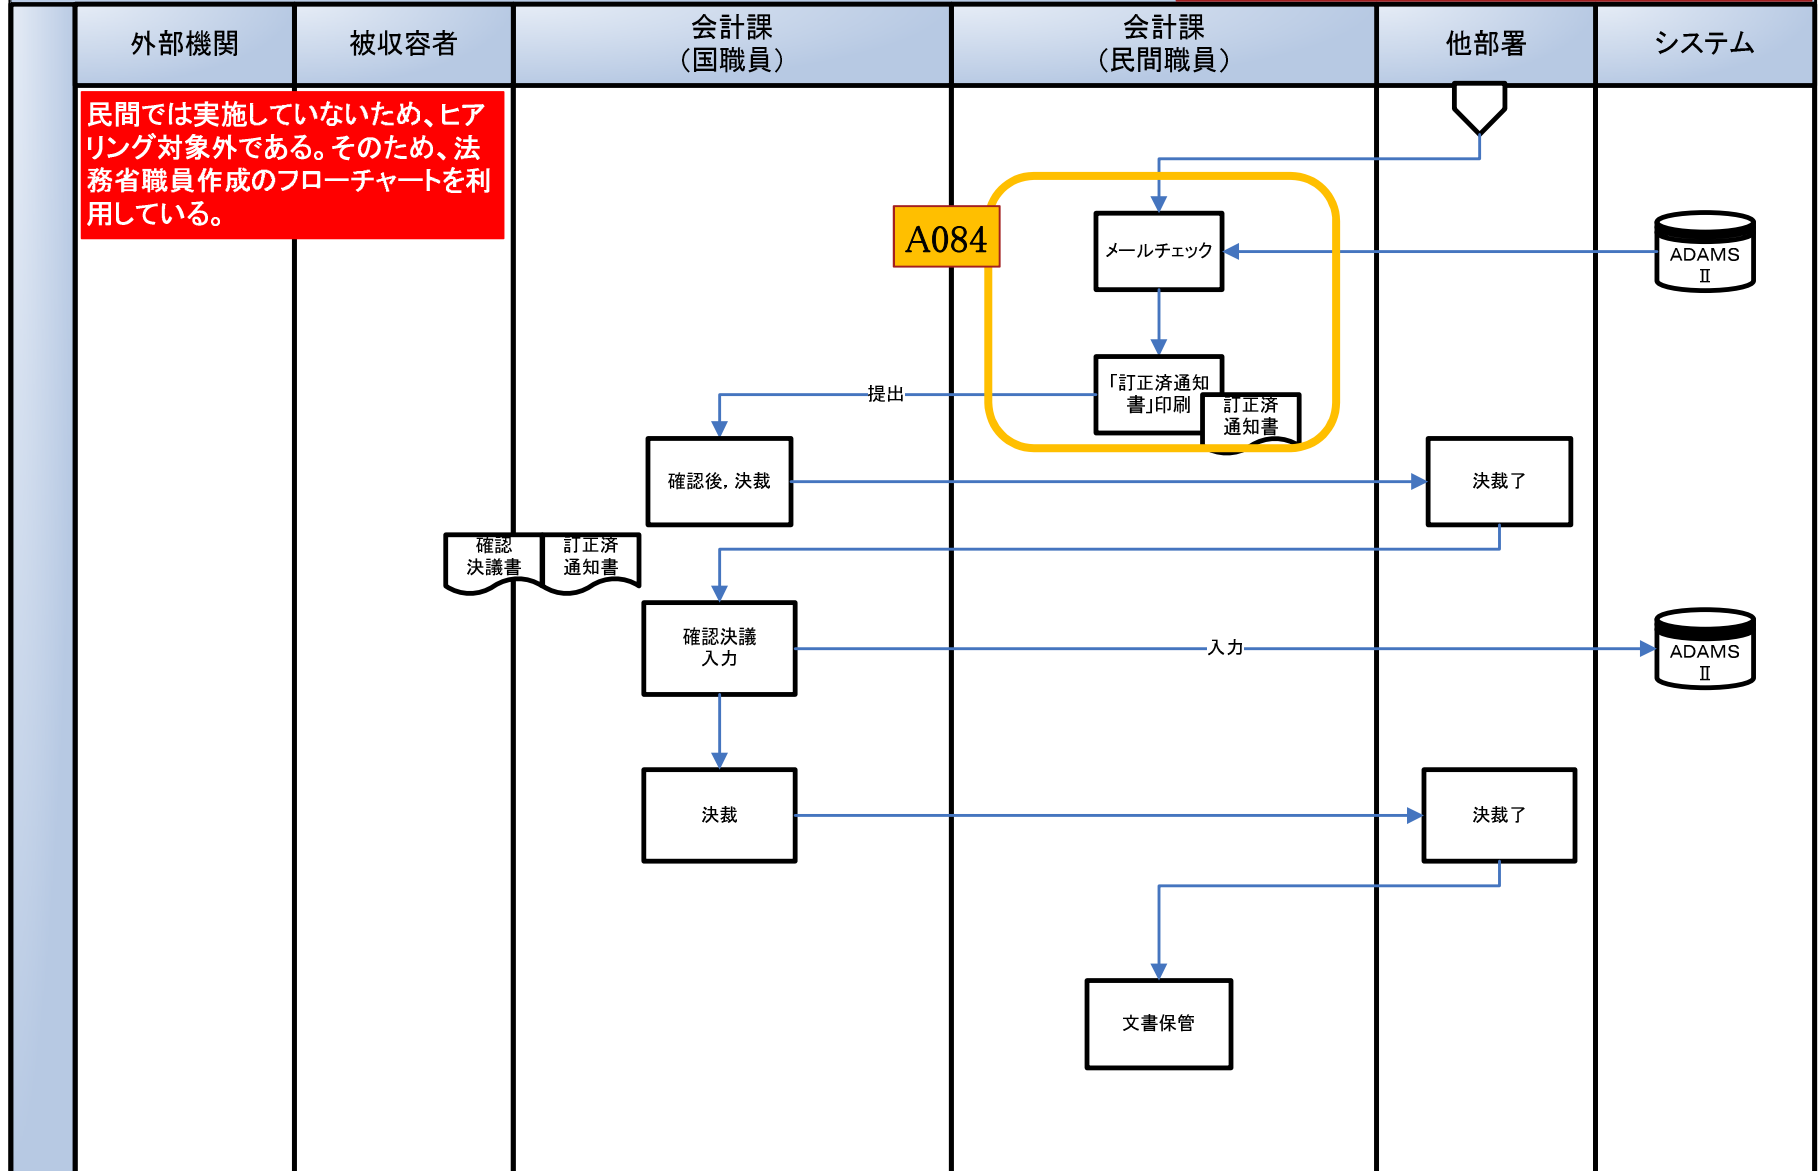 外部機関
被収容者
会計課
（国職員）
会計課
（民間職員）
他部署
システム
民間では実施していないため、ヒア
リング対象外である。そのため、法
務省職員作成のフローチャートを利
用している。
A084
メールチェック
ADAMS
Ⅱ
「訂正済通知
書」印刷
訂正済
通知書
提出
確認後，決裁
決裁了
確認
決議書
訂正済
通知書
確認決議
入力
入力
ADAMS
Ⅱ
決裁
決裁了
文書保管